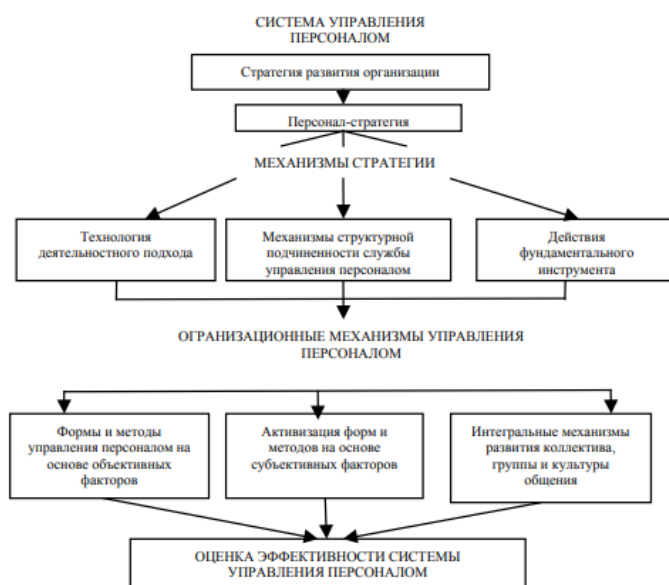 СИСТЕМА УПРАВЛЕНИЯ
ПЕРСОНАЛОМ
Стратегия развития организации
Персонал-стратегия
МЕХАНИЗМЫ СТРАТЕГИИ
Технология
деятельностного подхода
Механизмы структурной
подчиненности службы
управления персоналом
Действия
фундаментального
инструмента
ОГРАНИЗАЦИОННЫЕ МЕХАНИЗМЫ УПРАВЛЕНИЯ
ПЕРСОНАЛОМ
Формы и методы
управления персоналом на
основе объективных
факторов
Активизация форм и
методов на основе
субъективных факторов
Интегральные механизмы
развития коллектива,
группы и культуры
общения
ОЦЕНКА ЭФФЕКТИВНОСТИ СИСТЕМЫ
УПРАВЛЕНИЯ ПЕРСОНАЛОМ